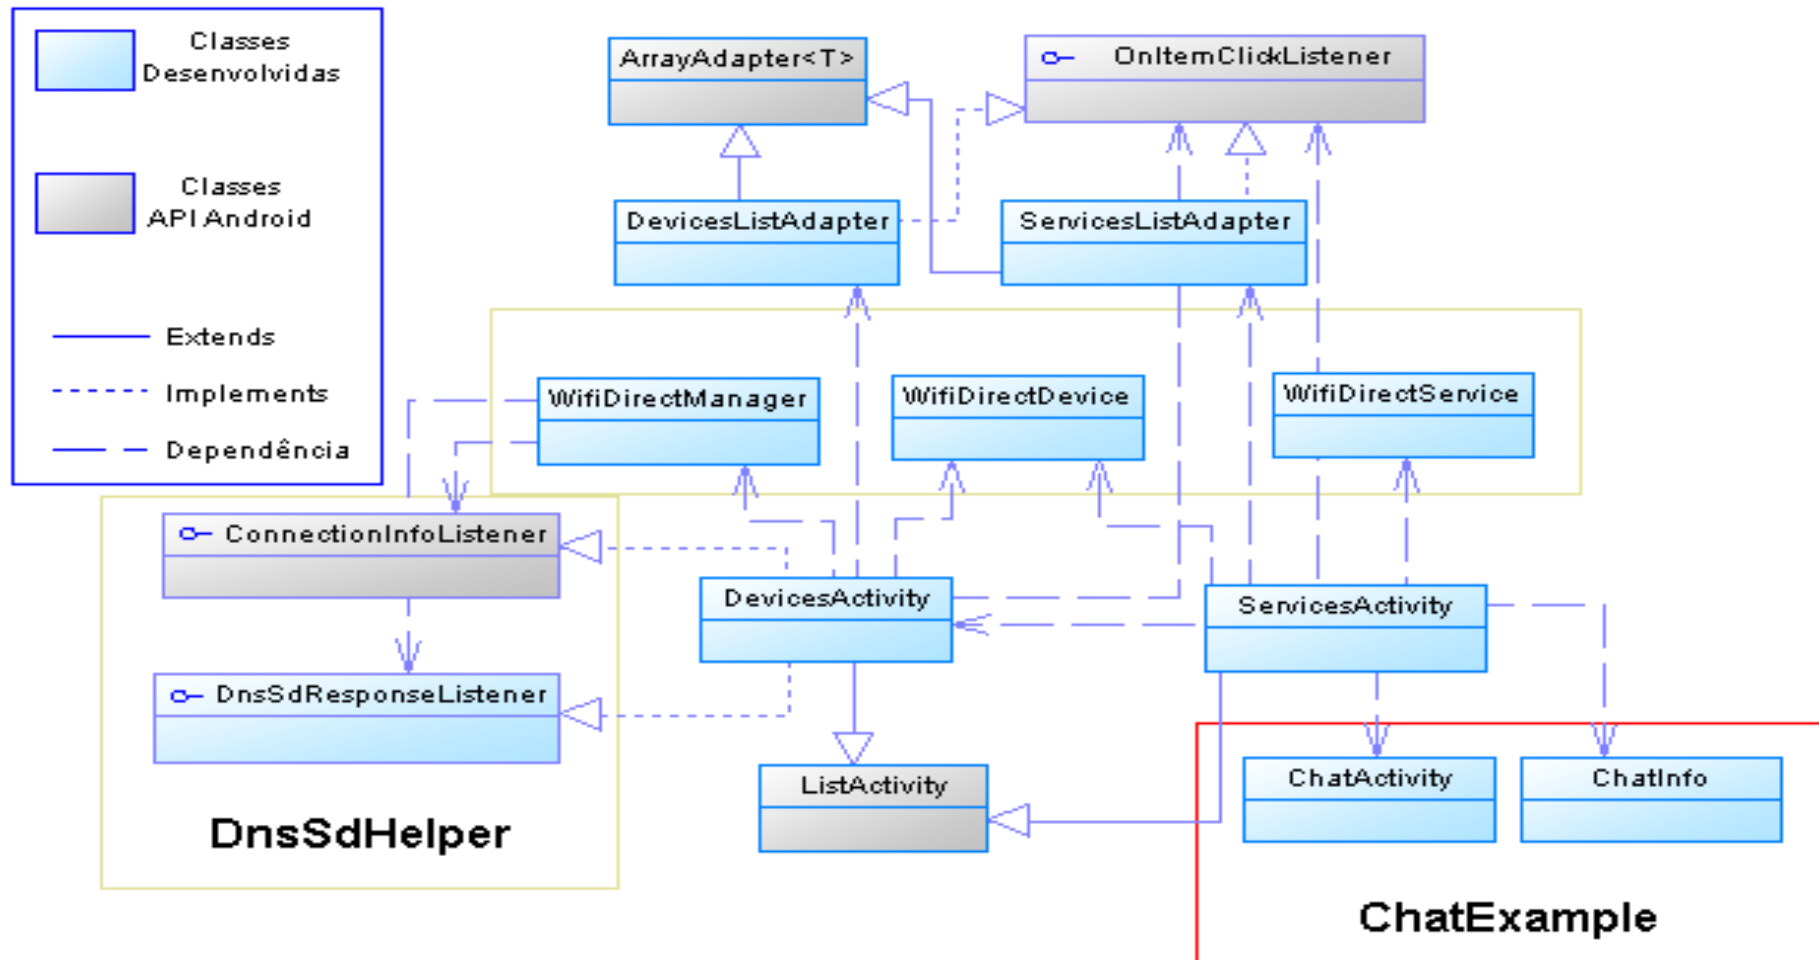 Classes
Desenvolvidas
Classes
API Android
Extends
Implements
Dependência
ArrayAdapter<T>
OnItemClickListener
DevicesListAdapter
ServicesListAdapter
WifiDirectManager
WifiDirectDevice
WifiDirectService
ConnectionInfoListener
DevicesActivity
ServicesActivity
DnsSdResponseListener
ListActivity
ChatActivity
ChatInfo
DnsSdHelper
ChatExample